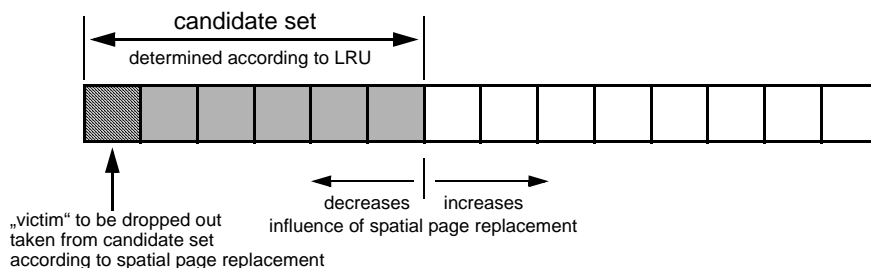 candidate set
determined according to LRU
decreases
increases
influence of spatial page replacement
„victim“ to be dropped out
taken from candidate set
according to spatial page replacement